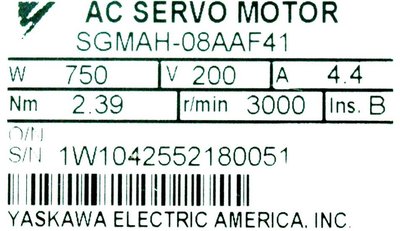 AC SERVO MOTOR
SGMAH-08AAF41
W 750 V 200 A 4.4
Nm 2.39 r/min 3000 Ins. B
O/N
S/N 1W1042552180051
YASKAWA ELECTRIC AMERICA, INC.